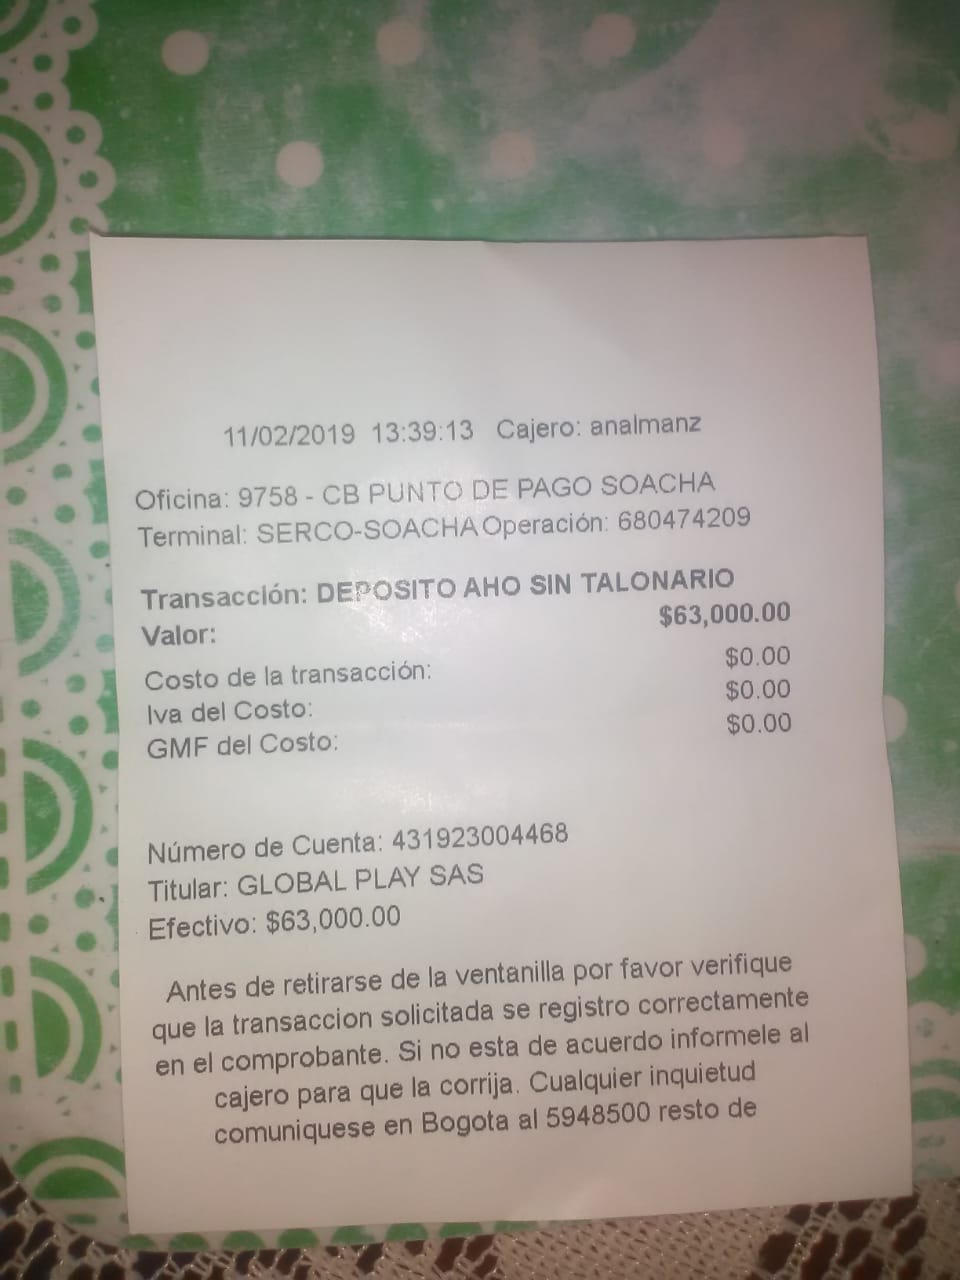 11/02/2019 13:39:13 Cajero: analmanz
Oficina: 9758 - CB PUNTO DE PAGO SOACHA
Terminal: SERCO-SOACHA Operación: 680474209
Transacción: DEPOSITO AHO SIN TALONARIO
Valor: $63,000.00
Costo de la transacción: $0.00
Iva del Costo: $0.00
GMF del Costo: $0.00
Número de Cuenta: 431923004468
Titular: GLOBAL PLAY SAS
Efectivo: $63,000.00
Antes de retirarse de la ventanilla por favor verifique
que la transaccion solicitada se registro correctamente
en el comprobante. Si no esta de acuerdo informele al
cajero para que la corrija. Cualquier inquietud
comuniquese en Bogota al 5948500 resto de